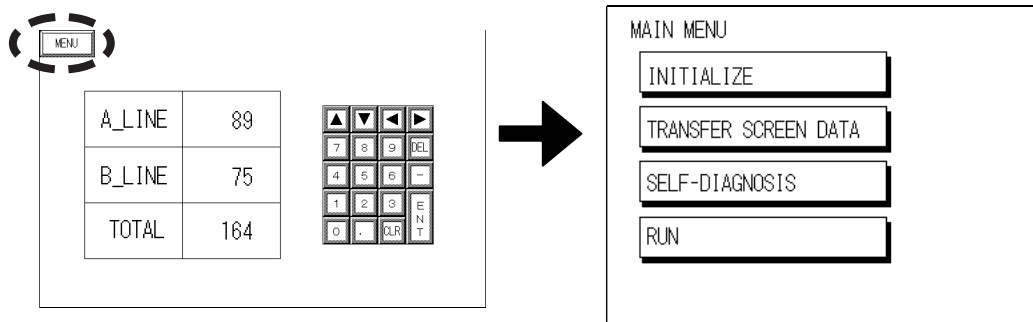 MENU
A_LINE 89
B_LINE 75
TOTAL 164
▲ ▼ ◀ ▶
7 8 9 DEL
4 5 6 -
1 2 3 ENT
0 . CLR
MAIN MENU
INITIALIZE
TRANSFER SCREEN DATA
SELF-DIAGNOSIS
RUN